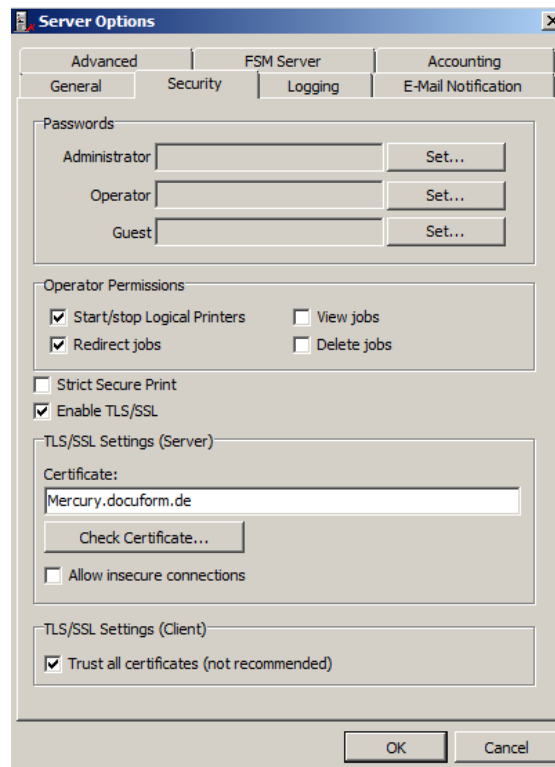 Server Options
Advanced FSM Server Accounting
General Security Logging E-Mail Notification
Passwords
Administrator Set...
Operator Set...
Guest Set...
Operator Permissions
Start/stop Logical Printers View jobs
Redirect jobs Delete jobs
Strict Secure Print
Enable TLS/SSL
TLS/SSL Settings (Server)
Certificate:
Mercury.docuform.de
Check Certificate...
Allow insecure connections
TLS/SSL Settings (Client)
Trust all certificates (not recommended)
OK Cancel